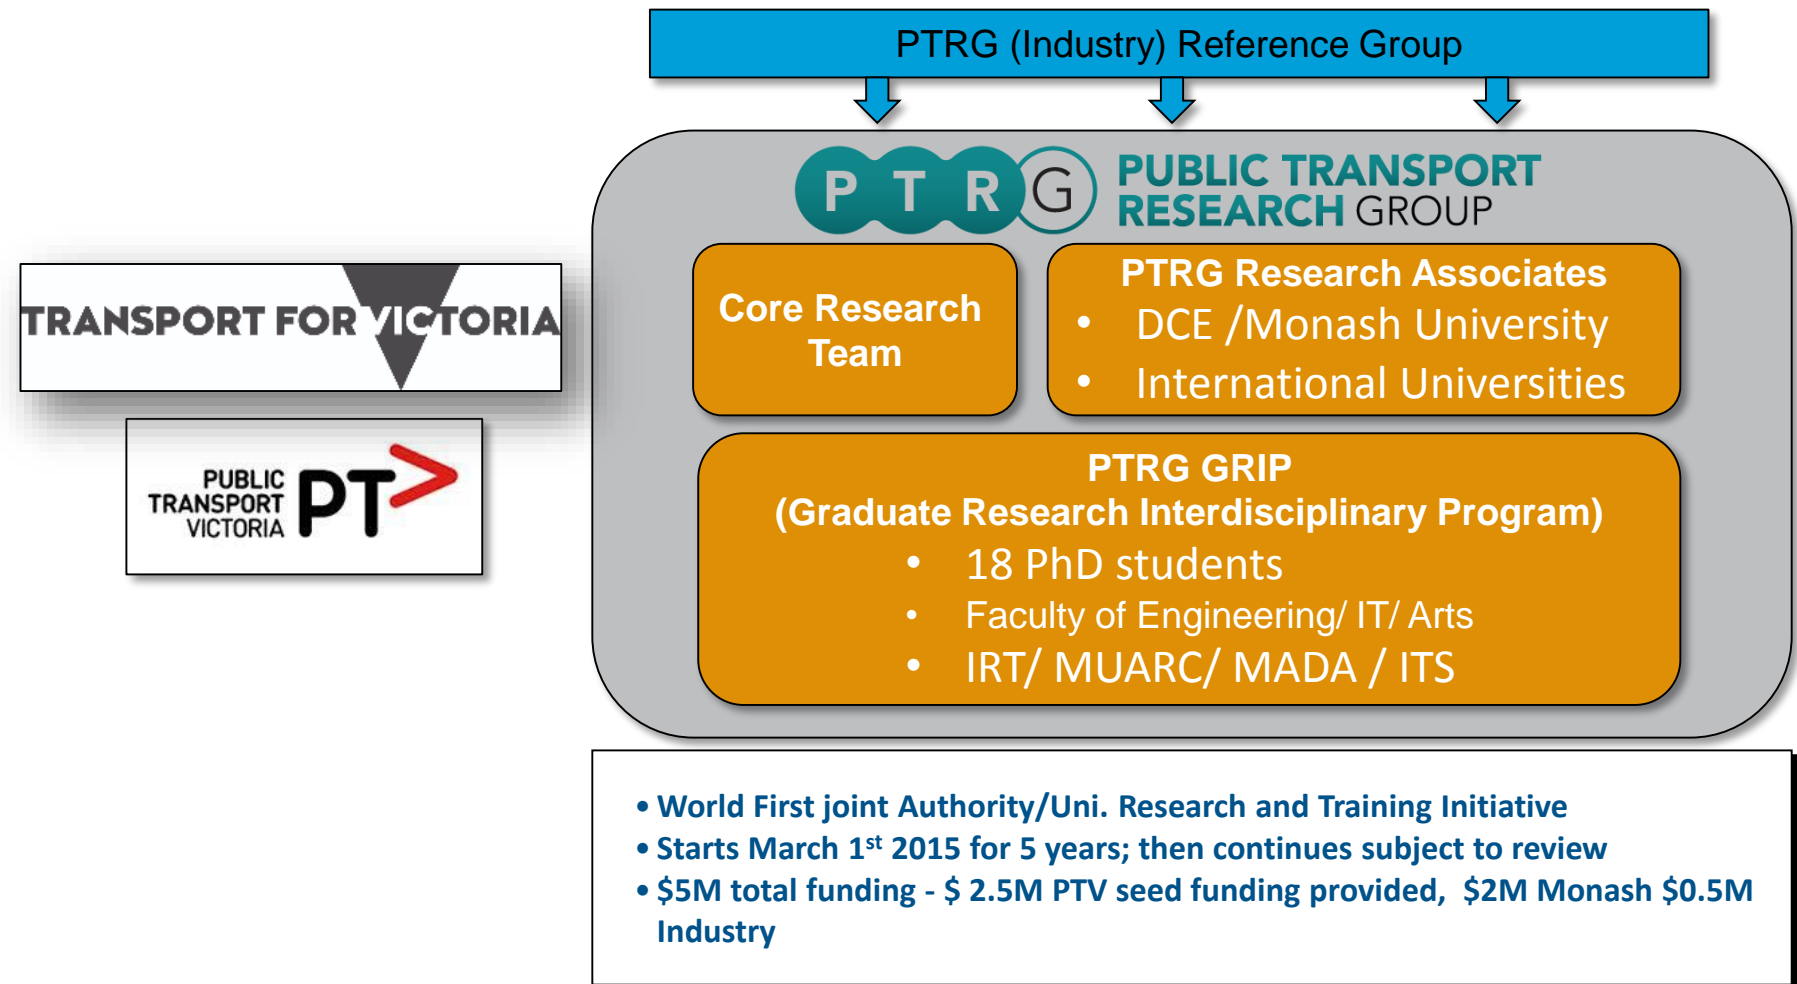 PTRG (Industry) Reference Group
P T R G
PUBLIC TRANSPORT
RESEARCH GROUP
TRANSPORT FOR VICTORIA
PUBLIC
TRANSPORT
VICTORIA
PT>
Core Research
Team
PTRG Research Associates
• DCE /Monash University
• International Universities
PTRG GRIP
(Graduate Research Interdisciplinary Program)
• 18 PhD students
• Faculty of Engineering/ IT/ Arts
• IRT/ MUARC/ MADA / ITS
• World First joint Authority/Uni. Research and Training Initiative
• Starts March 1st 2015 for 5 years; then continues subject to review
• $5M total funding - $ 2.5M PTV seed funding provided, $2M Monash $0.5M
Industry